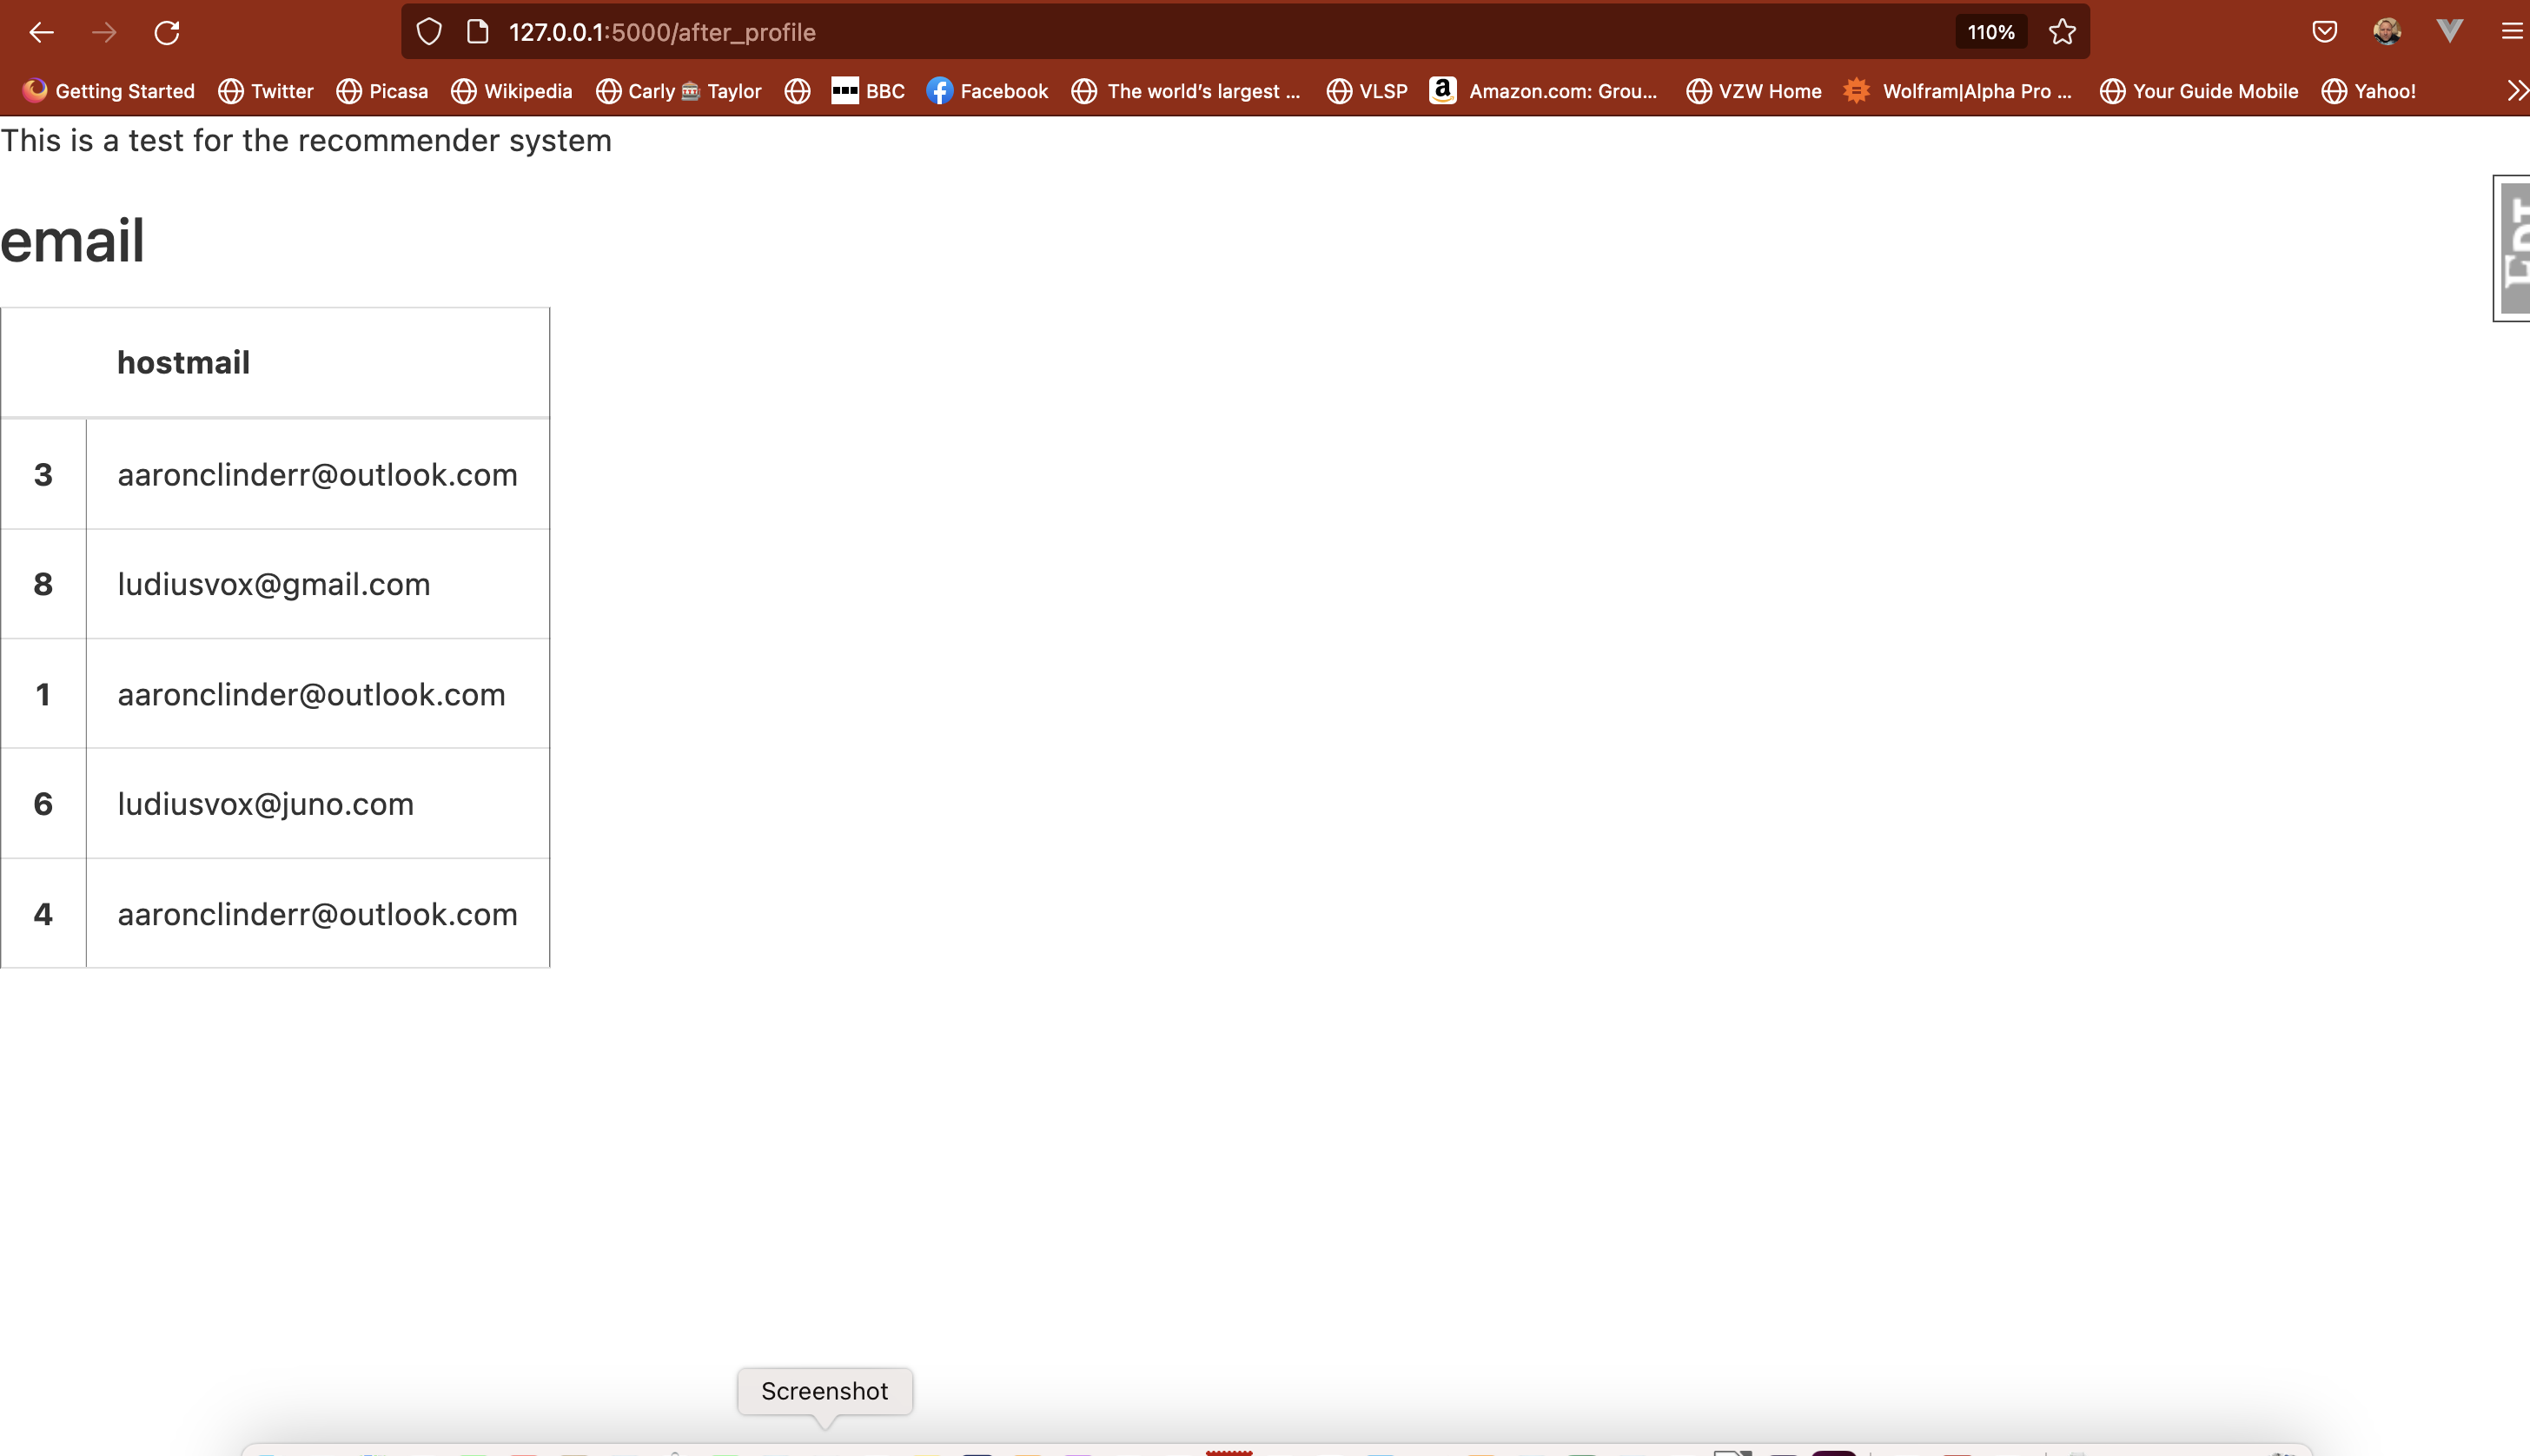 127.0.0.1:5000/after_profile 110%
Getting Started Twitter Picasa Wikipedia Carly 🎰 Taylor BBC Facebook The world's largest ... VLSP a Amazon.com: Grou... VZW Home Wolfram|Alpha Pro ... Your Guide Mobile Yahoo!
This is a test for the recommender system
email
hostmail
3 aaronclinderr@outlook.com
8 ludiusvox@gmail.com
1 aaronclinder@outlook.com
6 ludiusvox@juno.com
4 aaronclinderr@outlook.com
Screenshot